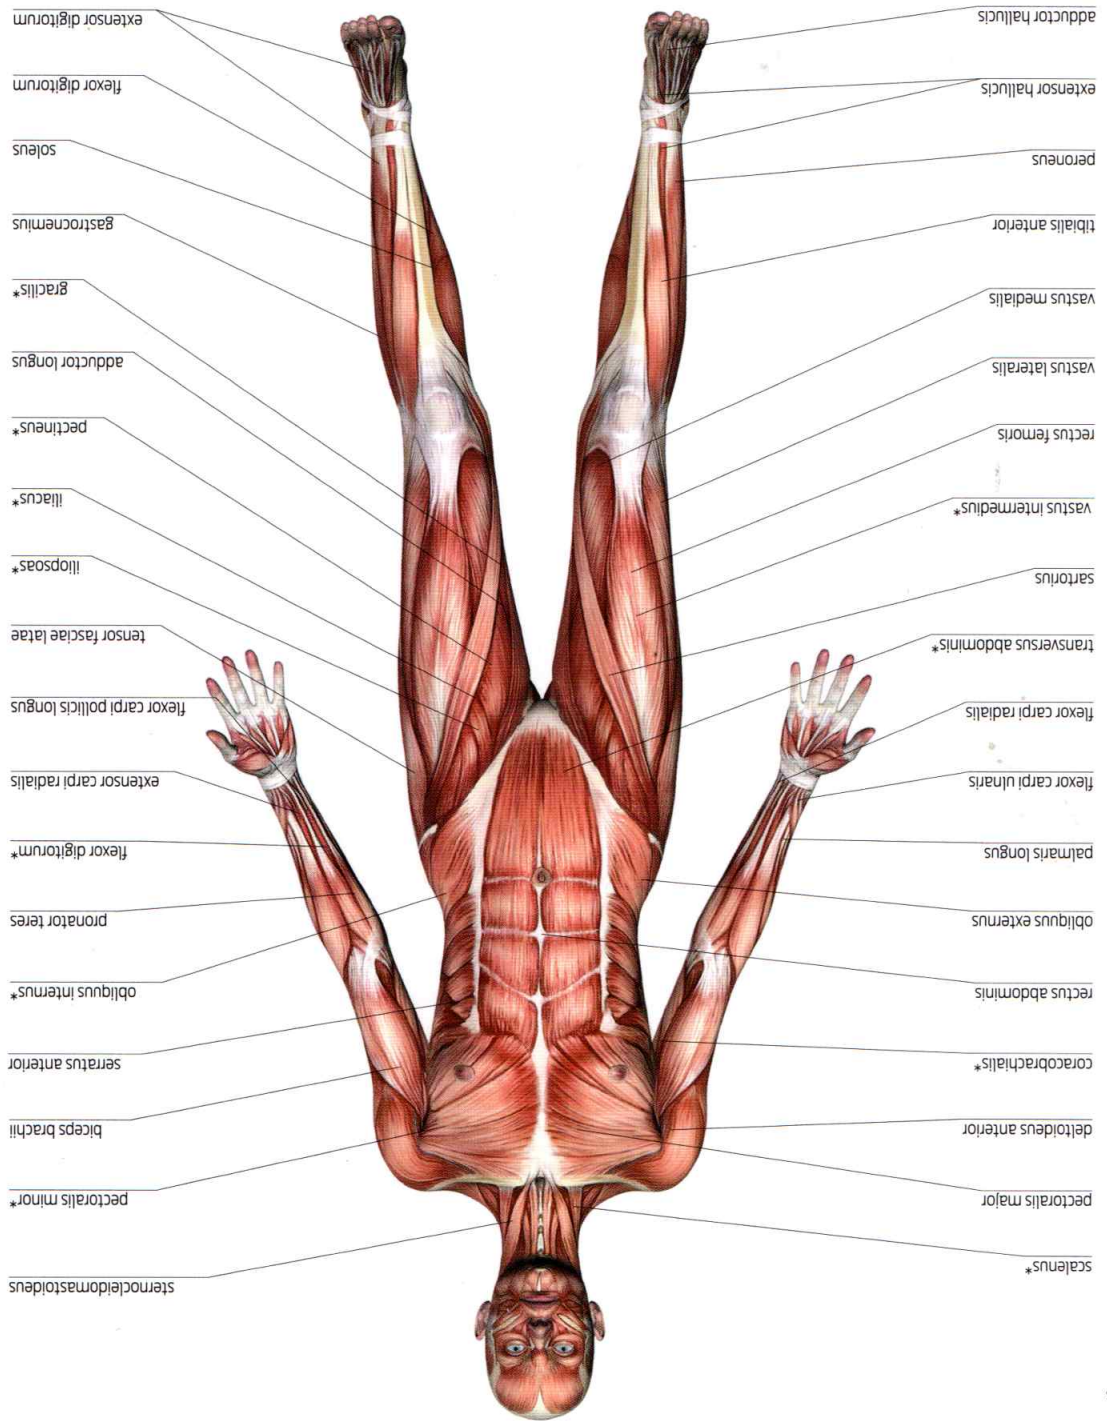 scalenus*
pectoralis major
deltoideus anterior
coracobrachialis*
rectus abdominis
obliquus externus
palmaris longus
flexor carpi ulnaris
flexor carpi radialis
transversus abdominis*
sartorius
vastus intermedius*
rectus femoris
vastus lateralis
vastus medialis
tibialis anterior
peroneus
extensor hallucis
adductor hallucis
sternocleidomastoideus
pectoralis minor*
biceps brachii
serratus anterior
obliquus internus*
pronator teres
flexor digitorum*
extensor carpi radialis
flexor carpi pollicis longus
tensor fasciae latae
iliopsoas*
iliacus*
pectineus*
adductor longus
gracilis*
gastrocnemius
soleus
flexor digitorum
extensor digitorum